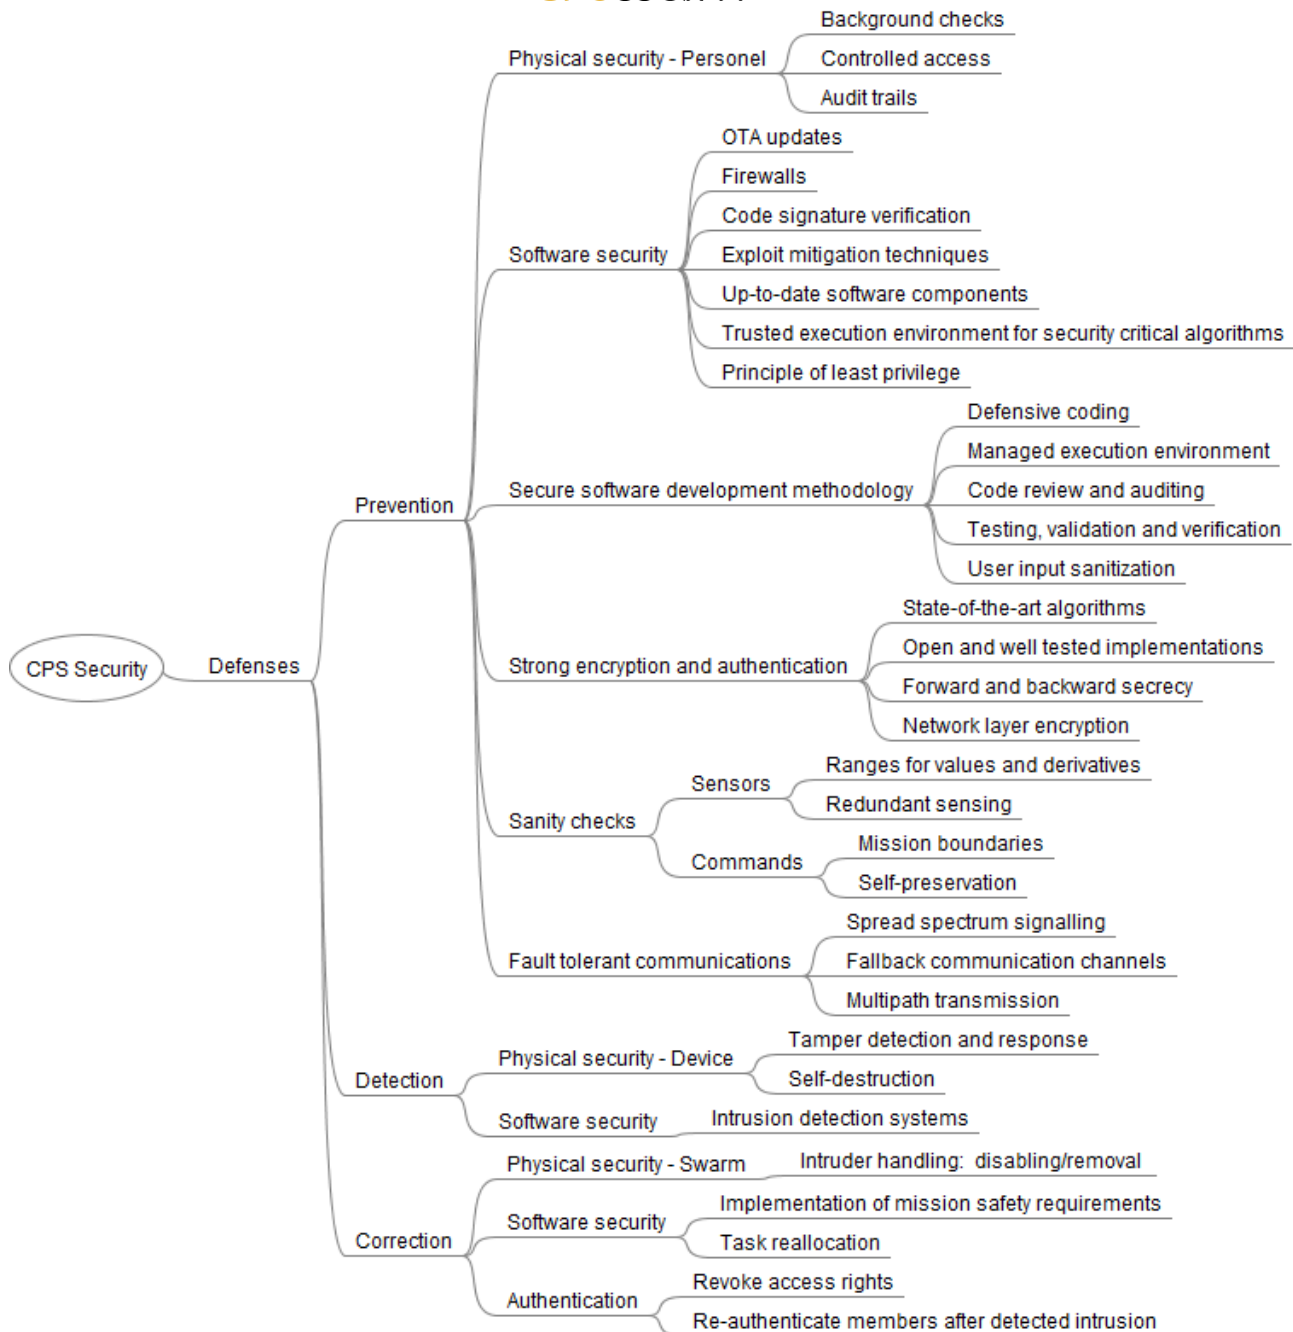 Background checks
Physical security - Personel
Controlled access
Audit trails
OTA updates
Firewalls
Code signature verification
Software security
Exploit mitigation techniques
Up-to-date software components
Trusted execution environment for security critical algorithms
Principle of least privilege
Defensive coding
Managed execution environment
Secure software development methodology
Code review and auditing
Testing, validation and verification
User input sanitization
Prevention
State-of-the-art algorithms
Open and well tested implementations
Strong encryption and authentication
Forward and backward secrecy
Network layer encryption
CPS Security
Defenses
Ranges for values and derivatives
Sensors
Redundant sensing
Sanity checks
Mission boundaries
Commands
Self-preservation
Spread spectrum signalling
Fault tolerant communications
Fallback communication channels
Multipath transmission
Tamper detection and response
Physical security - Device
Self-destruction
Detection
Software security
Intrusion detection systems
Physical security - Swarm
Intruder handling:  disabling/removal
Implementation of mission safety requirements
Software security
Task reallocation
Correction
Revoke access rights
Authentication
Re-authenticate members after detected intrusion